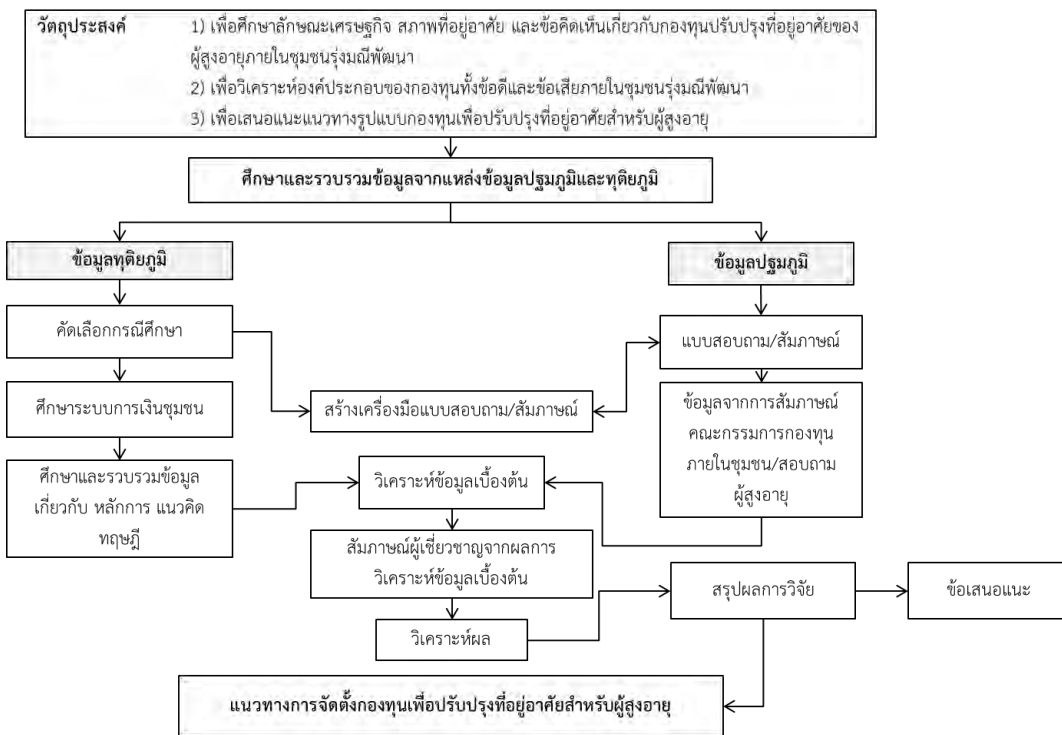 วัตถุประสงค์ 1) เพื่อศึกษาลักษณะเศรษฐกิจ สภาพที่อยู่อาศัย และข้อคิดเห็นเกี่ยวกับกองทุนปรับปรุงที่อยู่อาศัยของ
ผู้สูงอายุภายในชุมชนรุ่งมณีพัฒนา
2) เพื่อวิเคราะห์องค์ประกอบของกองทุนทั้งข้อดีและข้อเสียภายในชุมชนรุ่งมณีพัฒนา
3) เพื่อเสนอแนะแนวทางรูปแบบกองทุนเพื่อปรับปรุงที่อยู่อาศัยสำหรับผู้สูงอายุ
ศึกษาและรวบรวมข้อมูลจากแหล่งข้อมูลปฐมภูมิและทุติยภูมิ
ข้อมูลทุติยภูมิ
ข้อมูลปฐมภูมิ
คัดเลือกกรณีศึกษา
แบบสอบถาม/สัมภาษณ์
ศึกษาระบบการเงินชุมชน
สร้างเครื่องมือแบบสอบถาม/สัมภาษณ์
ข้อมูลจากการสัมภาษณ์
คณะกรรมการกองทุน
ภายในชุมชน/สอบถาม
ผู้สูงอายุ
ศึกษาและรวบรวมข้อมูล
เกี่ยวกับ หลักการ แนวคิด
ทฤษฎี
วิเคราะห์ข้อมูลเบื้องต้น
สัมภาษณ์ผู้เชี่ยวชาญจากผลการ
วิเคราะห์ข้อมูลเบื้องต้น
วิเคราะห์ผล
สรุปผลการวิจัย
ข้อเสนอแนะ
แนวทางการจัดตั้งกองทุนเพื่อปรับปรุงที่อยู่อาศัยสำหรับผู้สูงอายุ